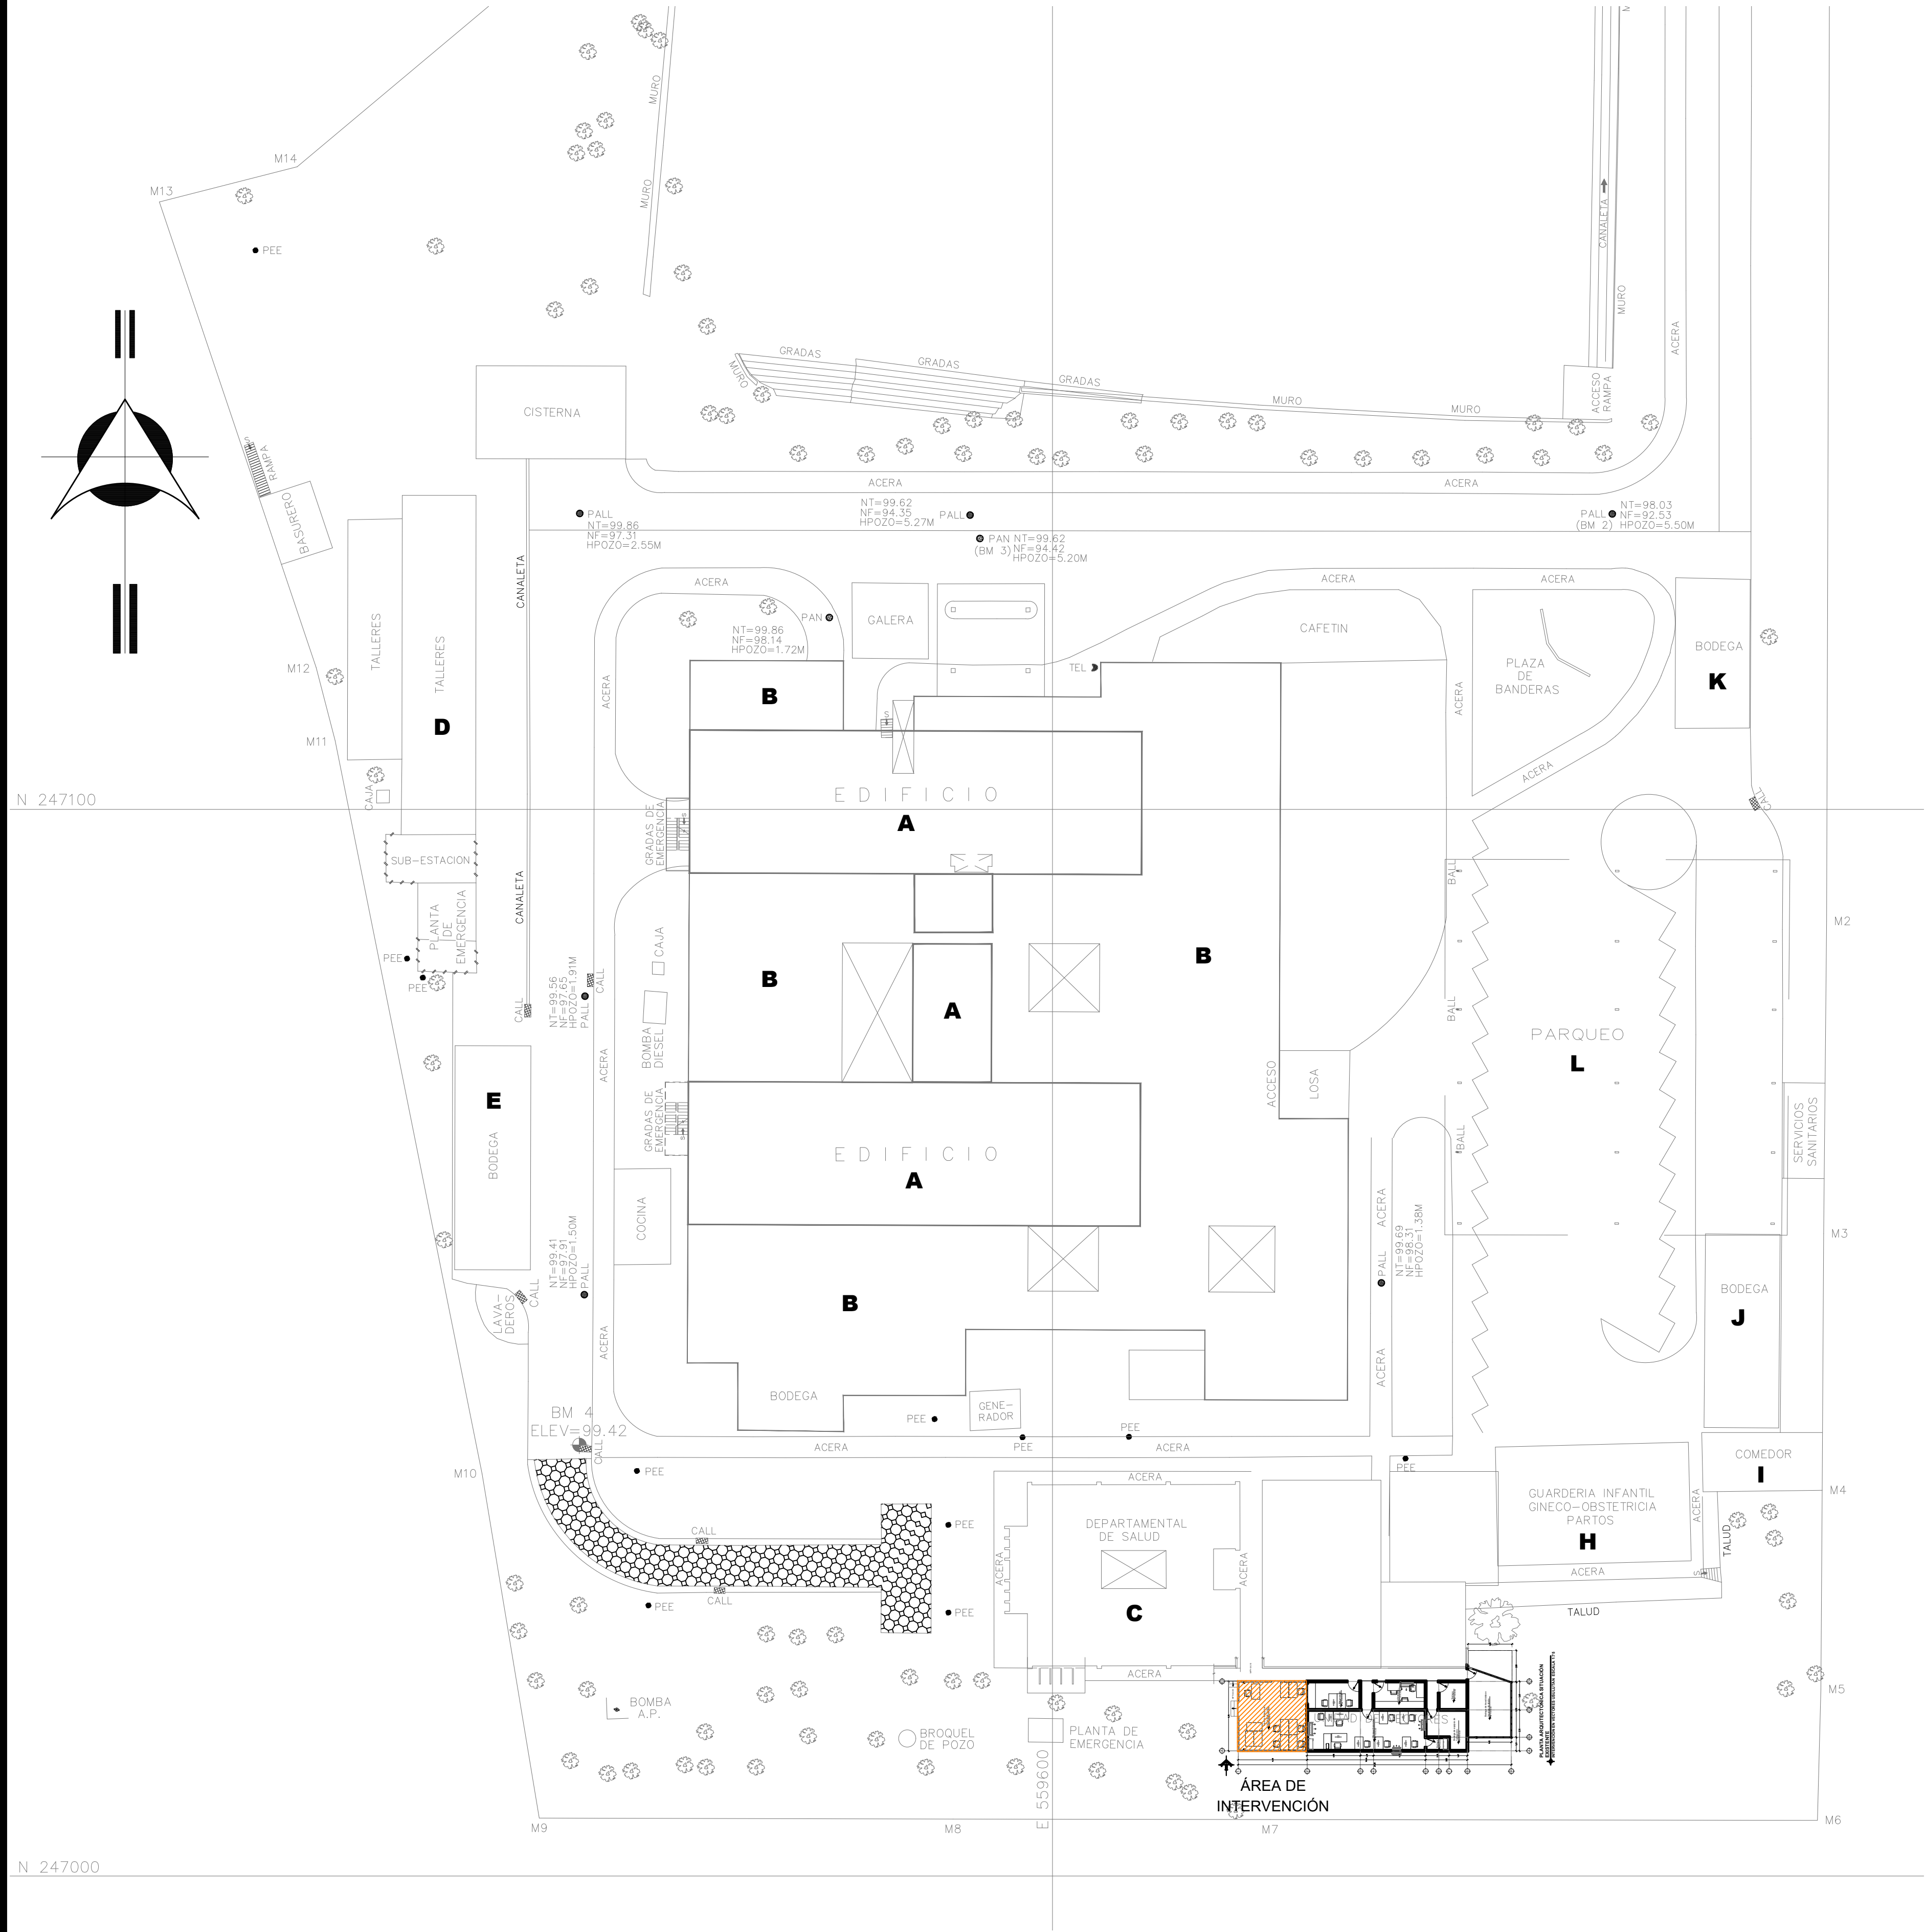 M14
M13
PEE
MURO
MURO
MURO
CANALETA
ACERA
ACCESO
RAMPA
GRADAS
GRADAS
GRADAS
MURO
MURO
MURO
CISTERNA
S
RAMPA
BASURERO
ACERA
ACERA
PALL
NT=99.86
NF=97.31
HPOZO=2.55M
NT=99.62
NF=94.35
HPOZO=5.27M
PALL
PAN NT=99.62
(BM 3) NF=94.42
HPOZO=5.20M
NT=98.03
PALL NF=92.53
(BM 2) HPOZO=5.50M
CANALETA
ACERA
ACERA
ACERA
TALLERES
TALLERES
D
PAN
NT=99.86
NF=98.14
HPOZO=1.72M
GALERA
CAFETIN
TEL
PLAZA
DE
BANDERAS
BODEGA
K
M12
M11
ACERA
B
S
ACERA
ACERA
N 247100
CAJA
EDIFICIO
A
GRADAS DE
EMERGENCIA
S
CALL
SUB-ESTACION
PLANTA
DE
EMERGENCIA
CANALETA
PEE
PEE
BALL
M2
CAJA
B
B
A
NT=99.56
NF=97.65
HPOZO=1.91M
PALL
CALL
CALL
BOMBA
DIESEL
BALL
PARQUEO
L
ACERA
ACCESO
LOSA
E
BODEGA
GRADAS DE
EMERGENCIA
S
BALL
SERVICIOS
SANITARIOS
EDIFICIO
A
COCINA
ACERA
M3
NT=99.41
NF=97.91
HPOZO=1.50M
PALL
PALL
NT=99.69
NF=98.31
HPOZO=1.38M
LAVA-
DEROS
CALL
B
BODEGA
J
ACERA
ACERA
BODEGA
GENE-
RADOR
PEE
PEE
PEE
BM 4
ELEV=99.42
CALL
ACERA
ACERA
PEE
COMEDOR
I
M10
PEE
ACERA
GUARDERIA INFANTIL
GINECO-OBSTETRICIA
PARTOS
H
ACERA
M4
CALL
PEE
DEPARTAMENTAL
DE SALUD
C
ACERA
ACERA
ACERA
S
TALUD
CALL
PEE
PEE
TALUD
ACERA
M5
BOMBA
A.P.
BROQUEL
DE POZO
PLANTA DE
EMERGENCIA
E 559600
PLANTA ARQUITECTÓNICA SITUACIÓN
EXISTENTE
ÁREA DE
INTERVENCIÓN
M9
M8
M7
M6
N 247000